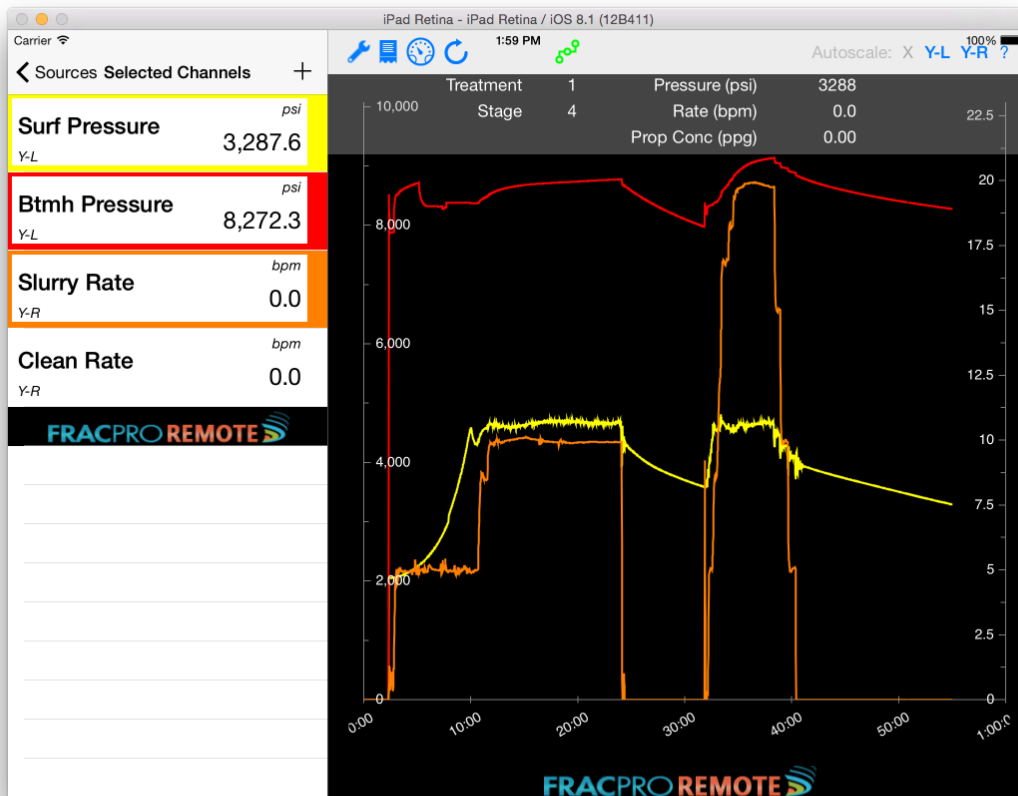 iPad Retina - iPad Retina / iOS 8.1 (12B411)
Carrier
1:59 PM
100%
Sources Selected Channels +
Autoscale: X Y-L Y-R ?
Surf Pressure
psi
3,287.6
Y-L
Btmh Pressure
psi
8,272.3
Y-L
Slurry Rate
bpm
0.0
Y-R
Clean Rate
bpm
0.0
Y-R
FRACPRO REMOTE
Treatment 1 Pressure (psi) 3288
Stage 4 Rate (bpm) 0.0
Prop Conc (ppg) 0.00
10,000
8,000
6,000
4,000
2,000
0
22.5
20
17.5
15
12.5
10
7.5
5
2.5
0
0:00 10:00 20:00 30:00 40:00 50:00 1:00:0
FRACPRO REMOTE